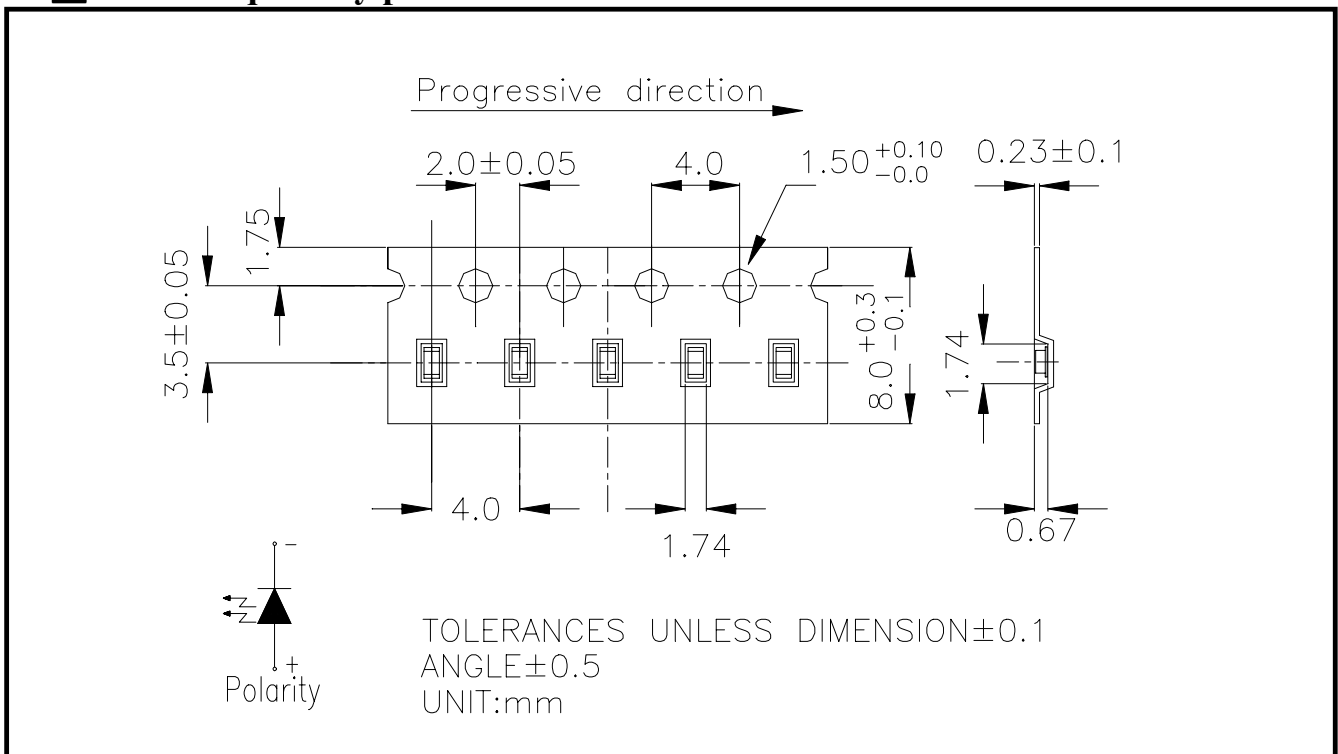 Progressive direction
2.0±0.05
4.0
1.50 +0.10 -0.0
0.23±0.1
1.75
3.5±0.05
8.0 +0.3 -0.1
1.74
4.0
1.74
0.67
-
+
Polarity
TOLERANCES UNLESS DIMENSION±0.1
ANGLE±0.5
UNIT:mm